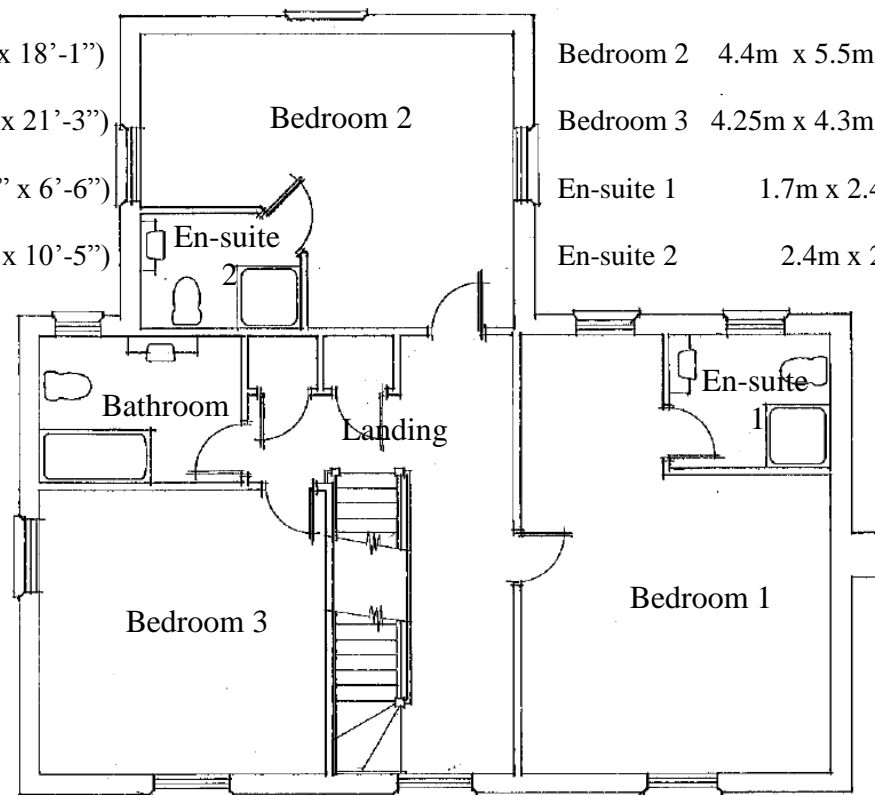 x 18’-1”) Bedroom 2 4.4m x 5.5m
x 21’-3”) Bedroom 3 4.25m x 4.3m
” x 6’-6”) En-suite 1 1.7m x 2.4
x 10’-5”) En-suite 2 2.4m x 2
Bedroom 2
En-suite
2
Bathroom
Landing
En-suite
1
Bedroom 3
Bedroom 1